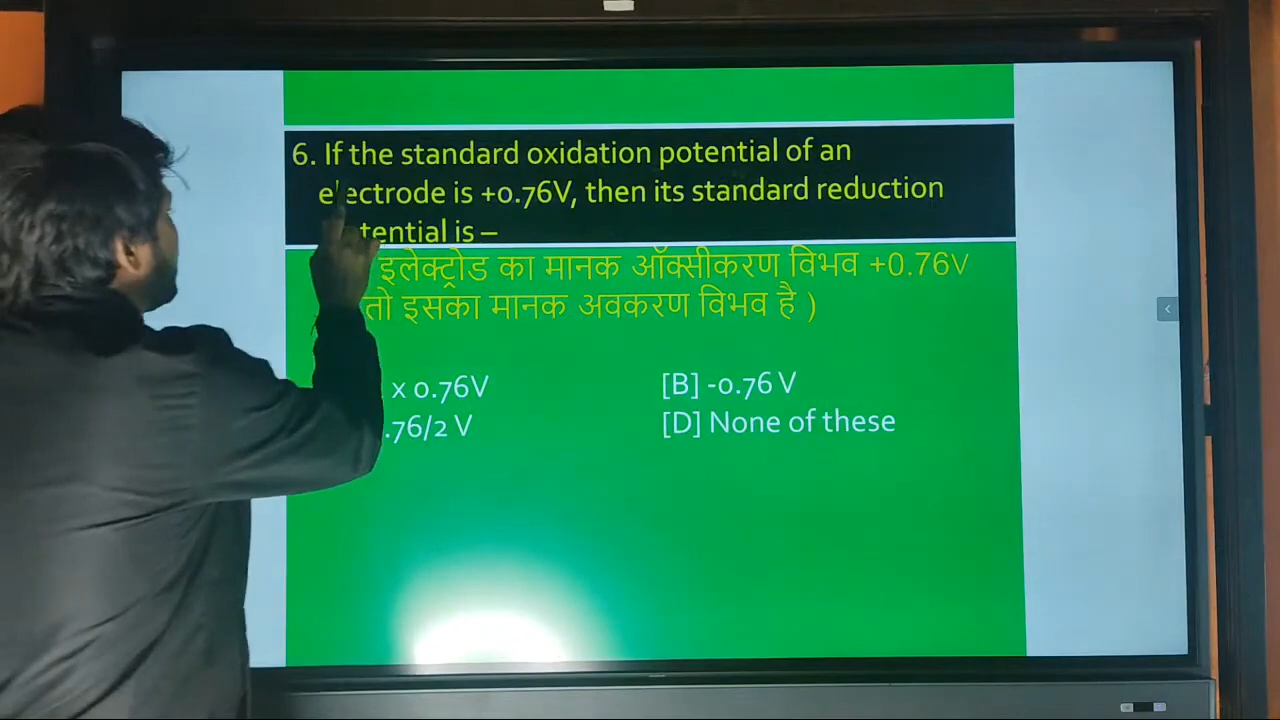 6. If the standard oxidation potential of an
electrode is +0.76V, then its standard reduction
tential is –
इलेक्ट्रोड का मानक ऑक्सीकरण विभव +0.76V
तो इसका मानक अवकरण विभव है )
x 0.76V [B] -0.76 V
.76/2 V [D] None of these